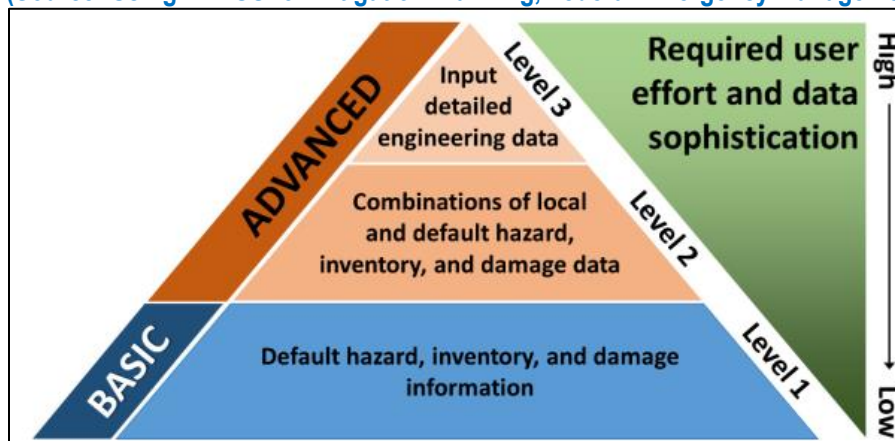 Input
detailed
engineering data
Level 3
Required user
effort and data
sophistication
High
Low
ADVANCED
Combinations of local
and default hazard,
inventory, and damage data
Level 2
BASIC
Default hazard, inventory, and damage
information
Level 1